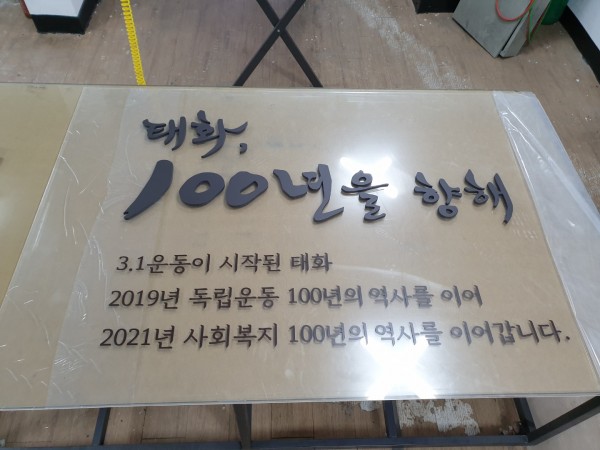 태화,
100년을 향해
3.1운동이 시작된 태화
2019년 독립운동 100년의 역사를 이어
2021년 사회복지 100년의 역사를 이어갑니다.